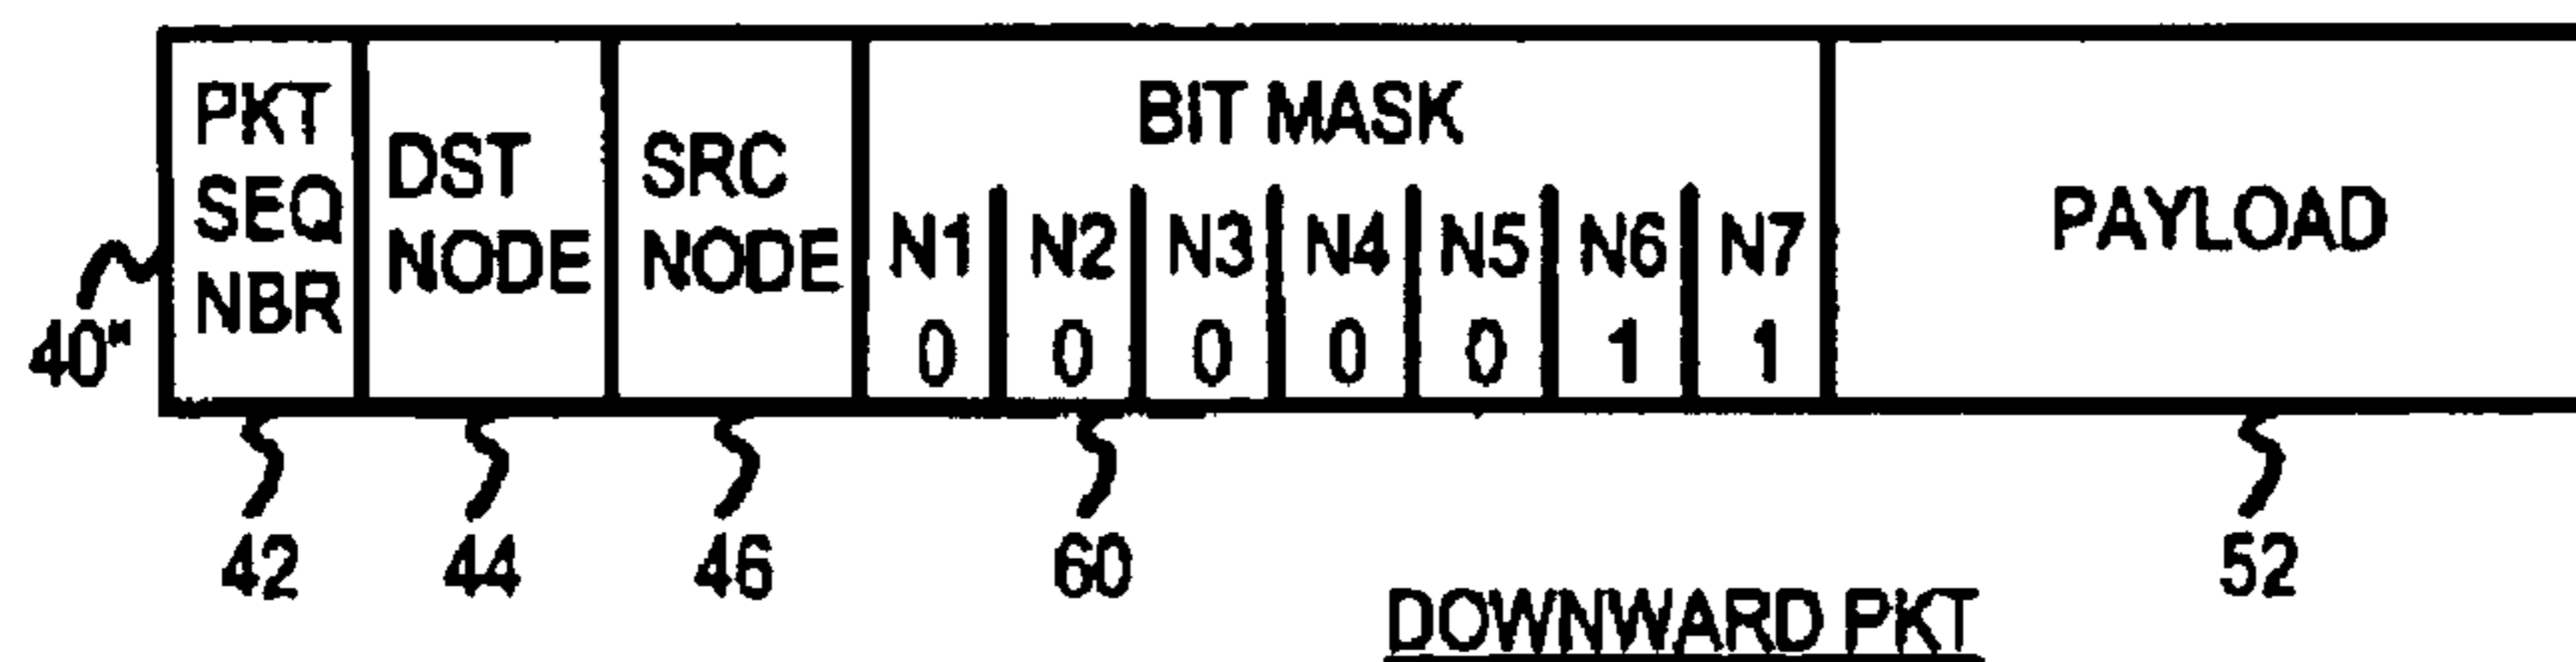 PKT
SEQ
NBR
DST
NODE
SRC
NODE
BIT MASK
N1 N2 N3 N4 N5 N6 N7
0 0 0 0 0 1 1
PAYLOAD
40"
42 44 46 60 52
DOWNWARD PKT